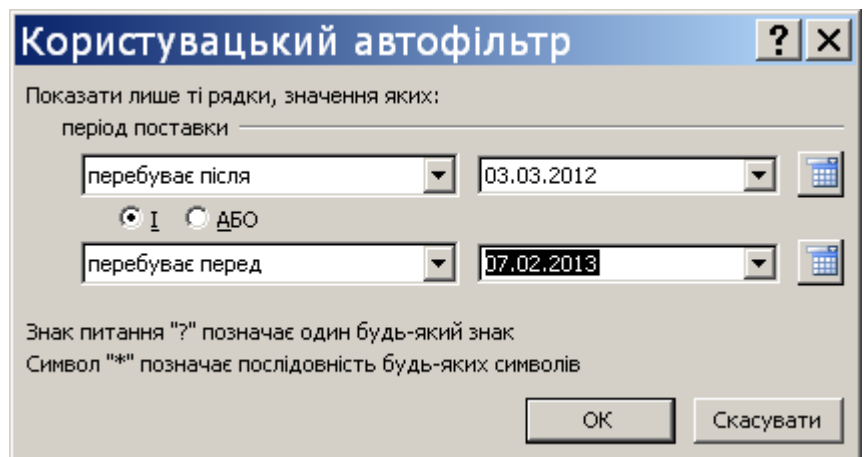 Користувацький автофільтр
Показати лише ті рядки, значення яких:
період поставки
перебуває після 03.03.2012
І АБО
перебуває перед 07.02.2013
Знак питання "?" позначає один будь-який знак
Символ "*" позначає послідовність будь-яких символів
ОК Скасувати